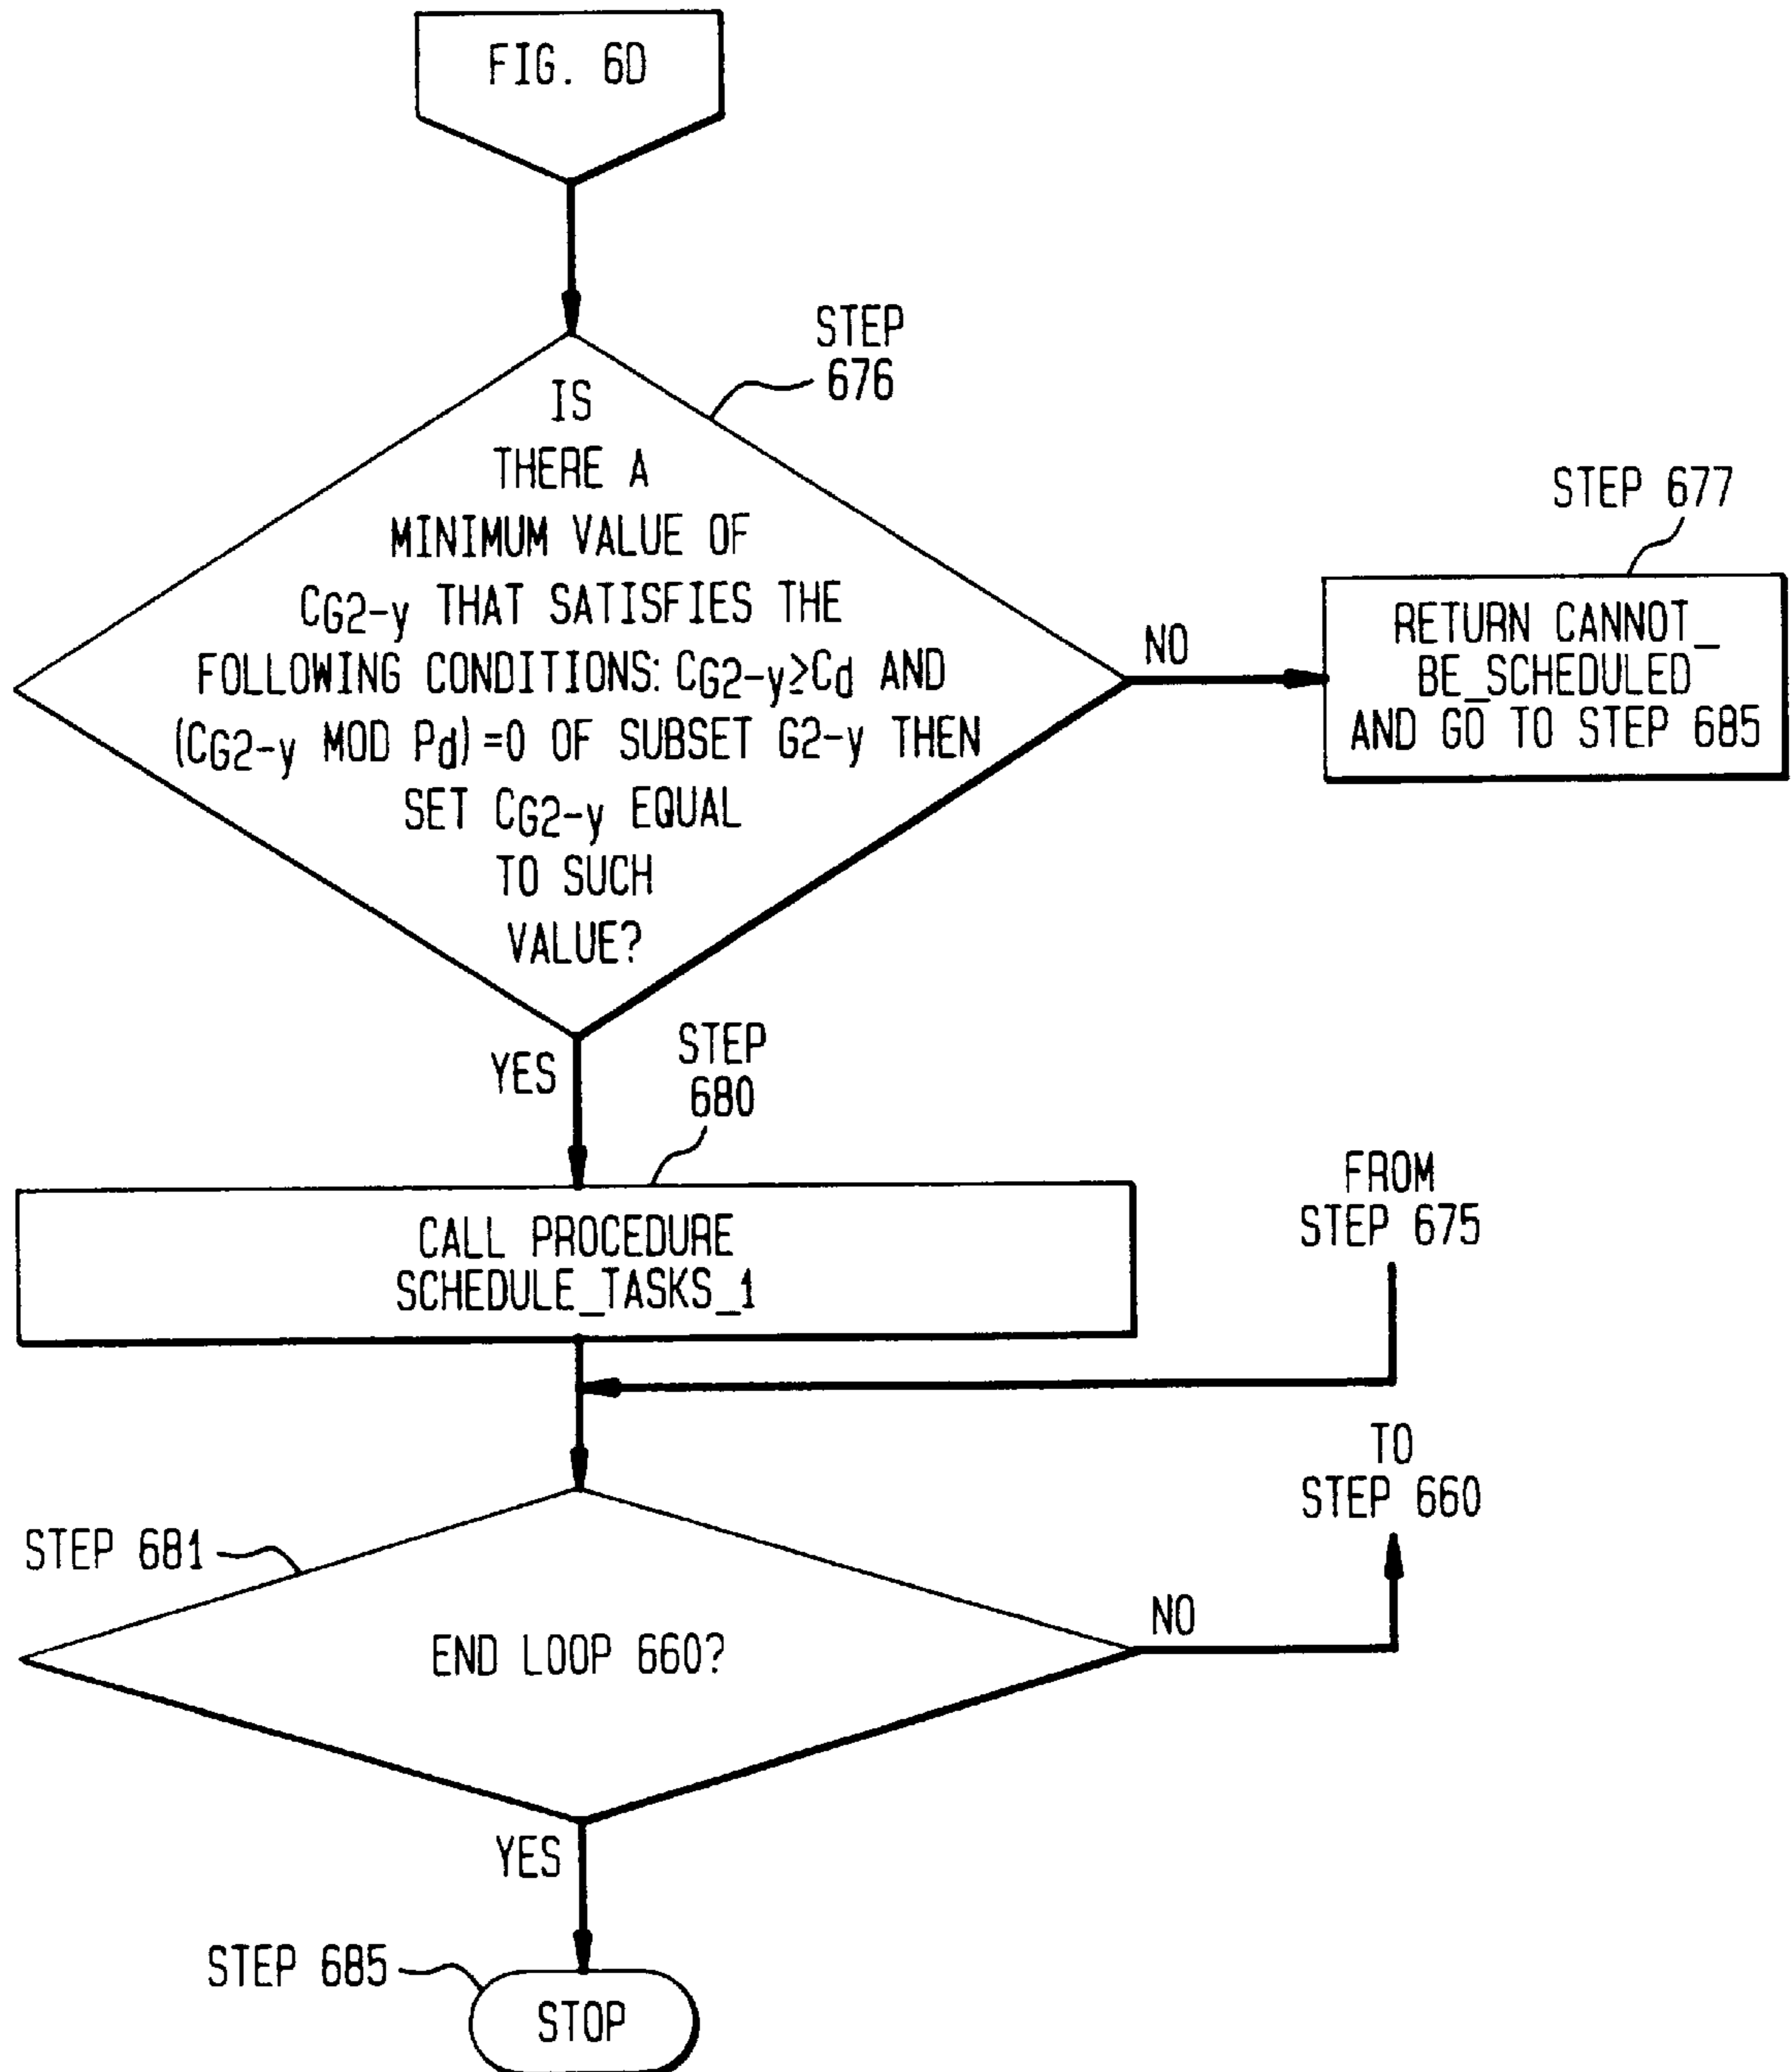 FIG. 6D
STEP
676
IS
THERE A
MINIMUM VALUE OF
CG2-y THAT SATISFIES THE
FOLLOWING CONDITIONS: CG2-y≥Cd AND
(CG2-y MOD Pd)=0 OF SUBSET G2-y THEN
SET CG2-y EQUAL
TO SUCH
VALUE?
NO
STEP 677
RETURN CANNOT_
BE_SCHEDULED
AND GO TO STEP 685
YES
STEP
680
CALL PROCEDURE
SCHEDULE_TASKS_1
FROM
STEP 675
TO
STEP 660
STEP 681
END LOOP 660?
NO
YES
STEP 685
STOP